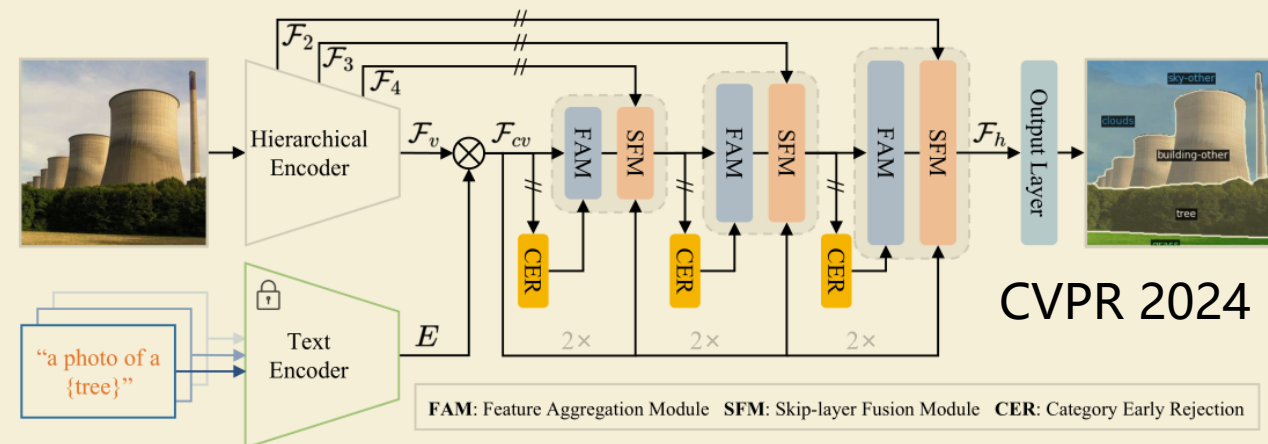 F2
F3
F4
Hierarchical
Encoder
Fv
Fcv
FAM
SFM
FAM
SFM
FAM
SFM
Fh
Output Layer
sky-other
clouds
building-other
tree
grass
CER
CER
CER
CVPR 2024
"a photo of a
{tree}"
Text
Encoder
E
2×
2×
2×
FAM: Feature Aggregation Module SFM: Skip-layer Fusion Module CER: Category Early Rejection